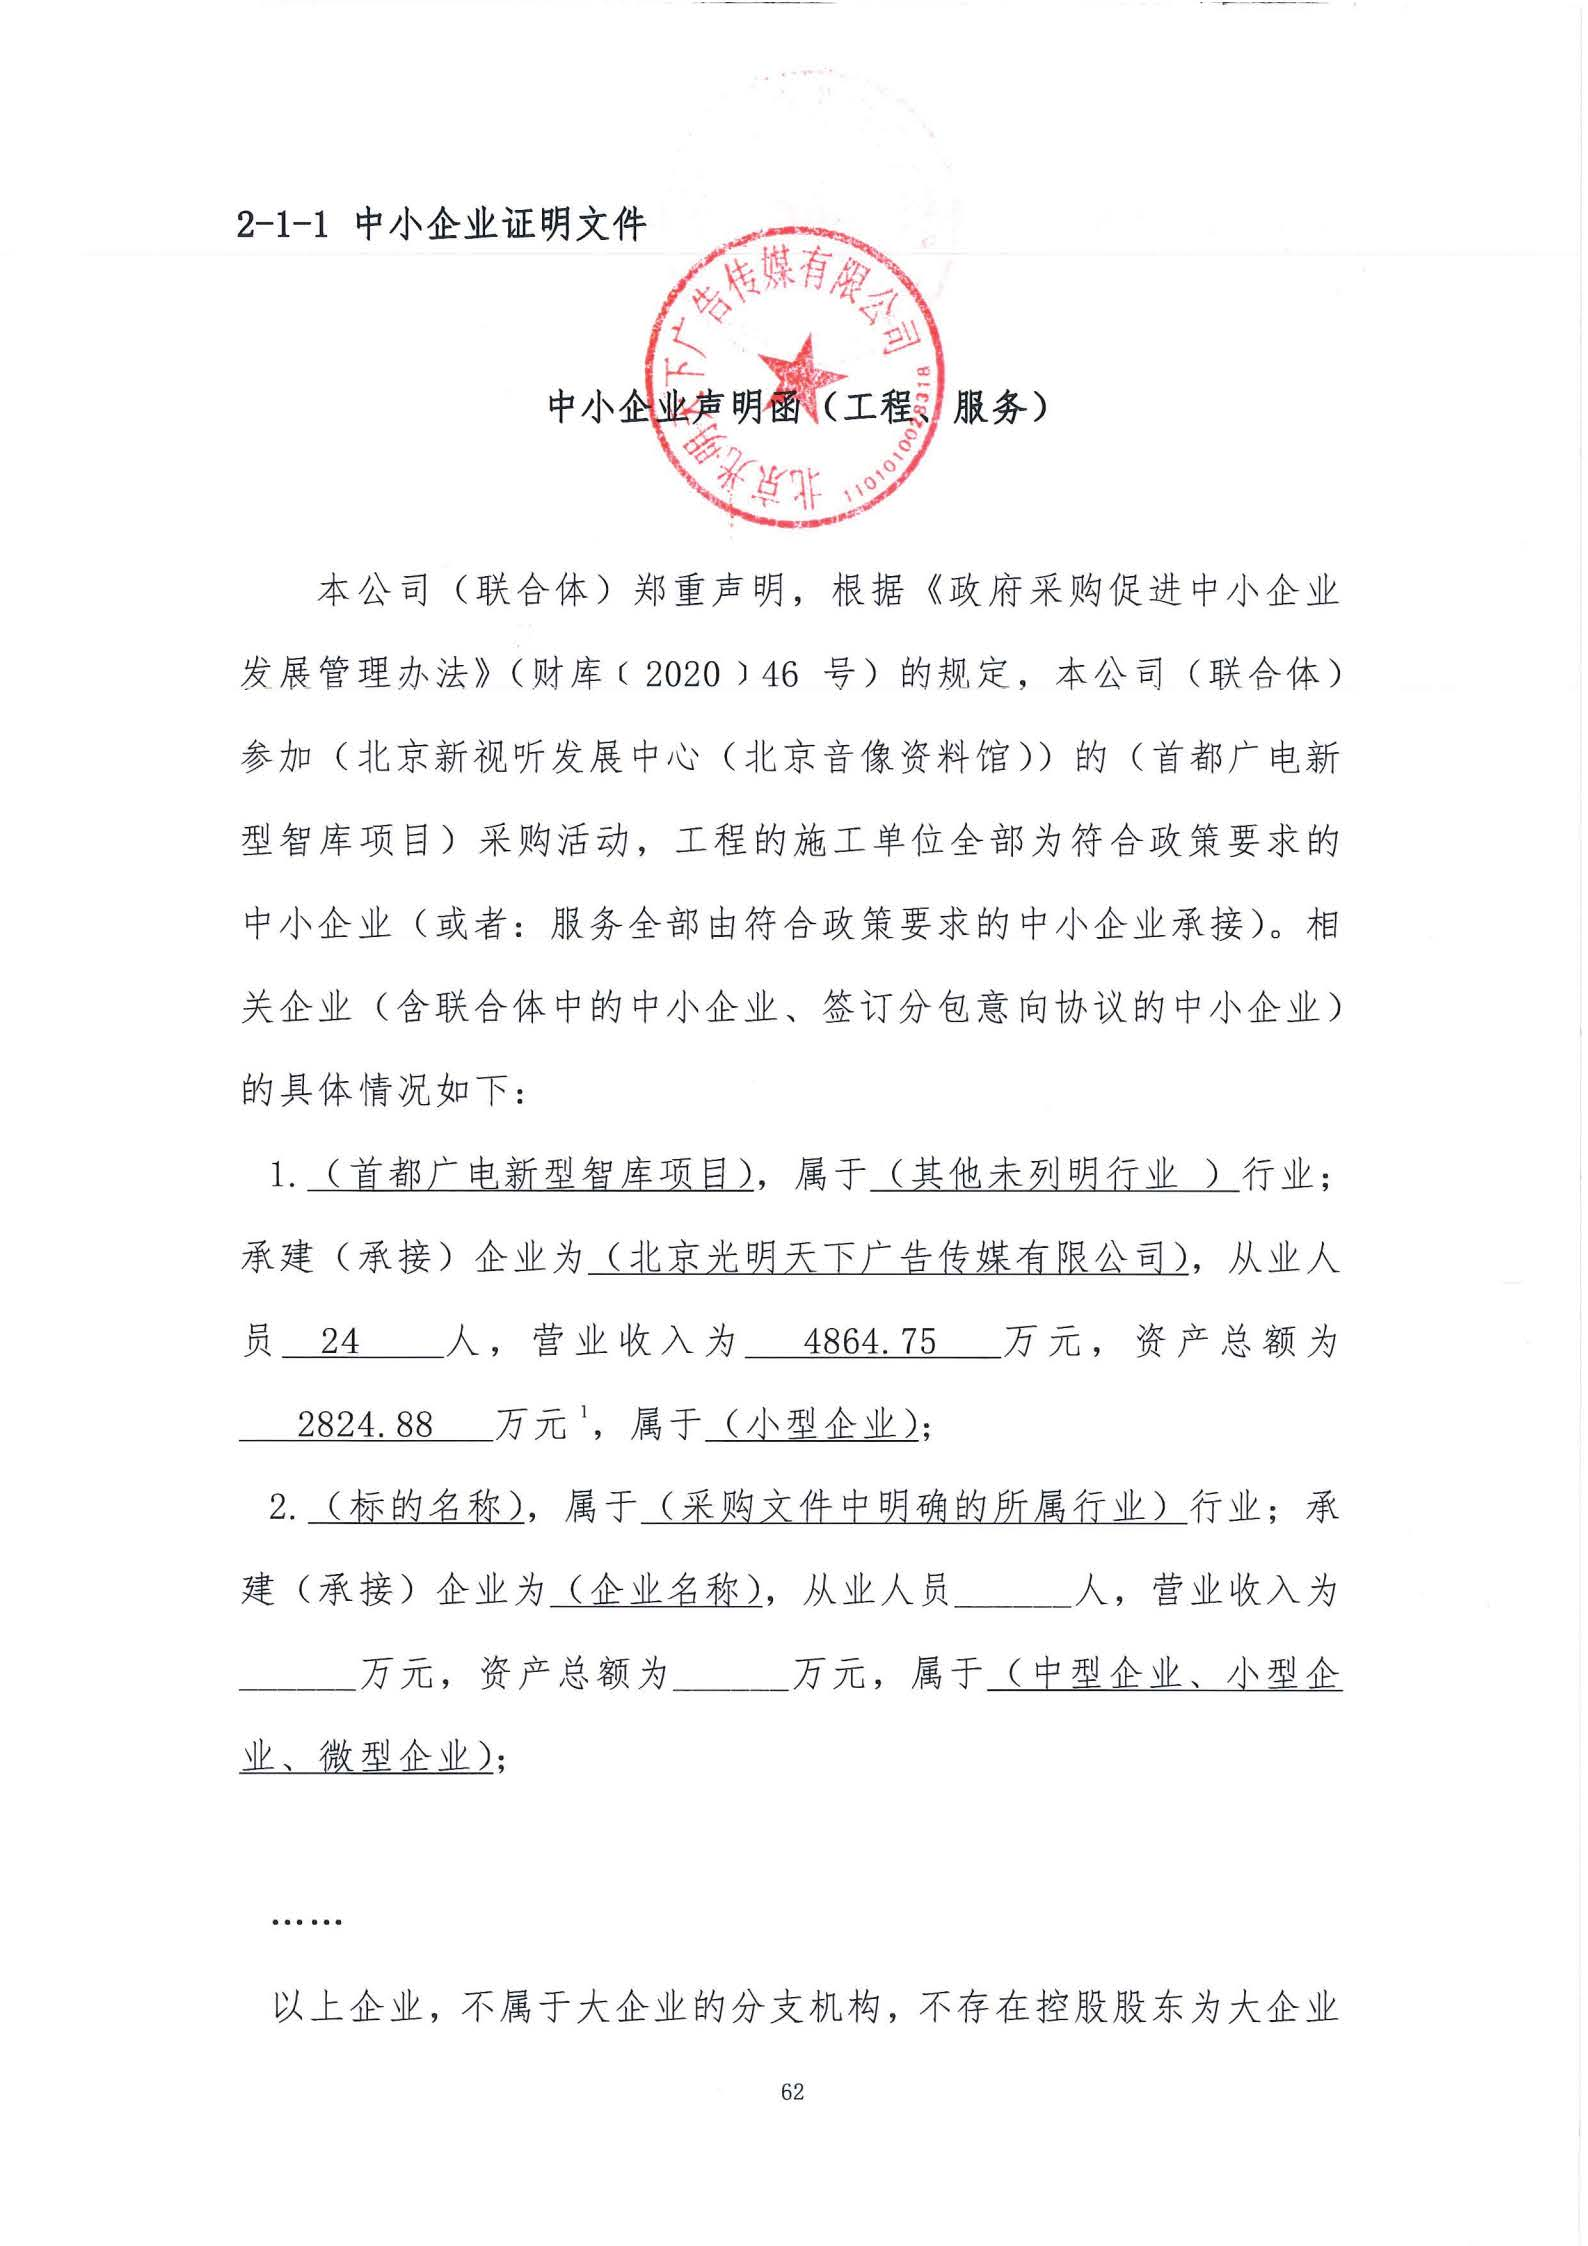 2-1-1 中小企业证明文件
北京光明天下广告传媒有限公司
中小企业声明函（工程、服务）
本公司（联合体）郑重声明，根据《政府采购促进中小企业
发展管理办法》（财库﹝2020﹞46 号）的规定，本公司（联合体）
参加（北京新视听发展中心（北京音像资料馆））的（首都广电新
型智库项目）采购活动，工程的施工单位全部为符合政策要求的
中小企业（或者：服务全部由符合政策要求的中小企业承接）。相
关企业（含联合体中的中小企业、签订分包意向协议的中小企业）
的具体情况如下：
1. （首都广电新型智库项目），属于（其他未列明行业 ）行业；
承建（承接）企业为（北京光明天下广告传媒有限公司），从业人
员 24 人，营业收入为 4864.75 万元，资产总额为
2824.88 万元¹，属于（小型企业）；
2. （标的名称），属于（采购文件中明确的所属行业）行业；承
建（承接）企业为（企业名称），从业人员______人，营业收入为
______万元，资产总额为______万元，属于（中型企业、小型企
业、微型企业）；
……
以上企业，不属于大企业的分支机构，不存在控股股东为大企业
62